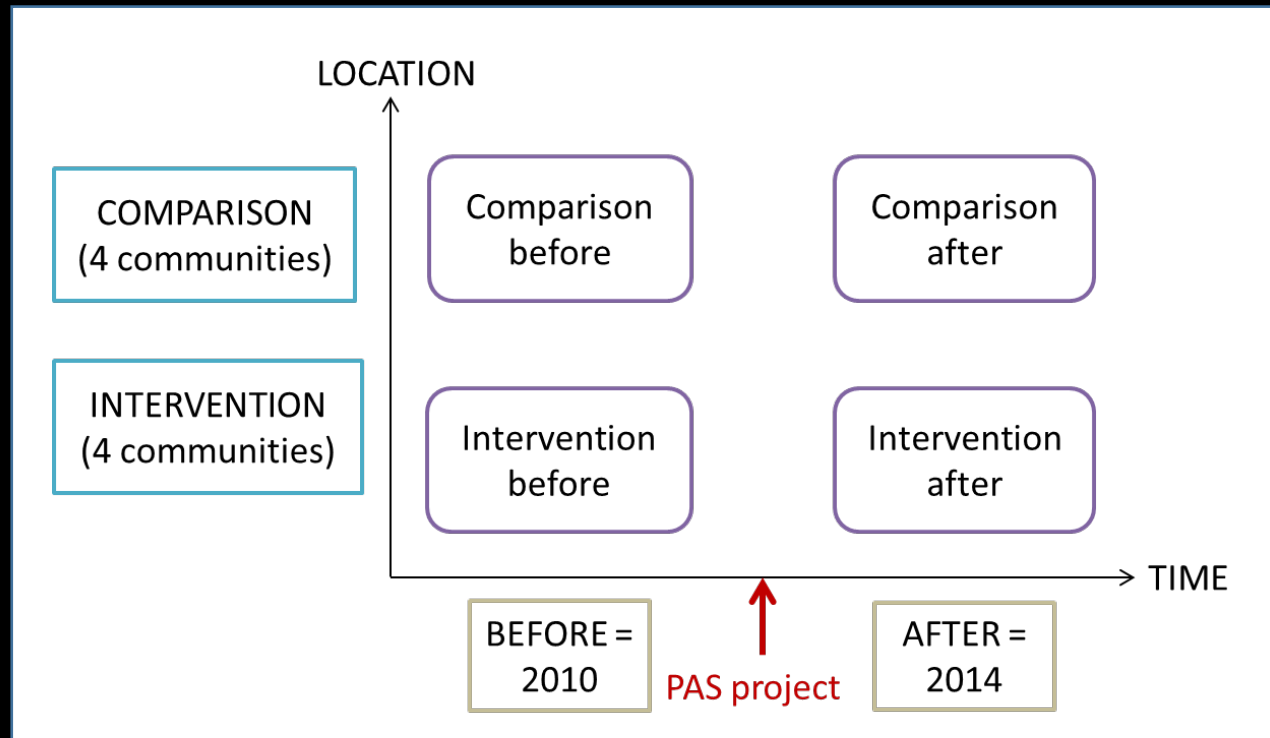 LOCATION
COMPARISON
(4 communities)
Comparison
before
Comparison
after
INTERVENTION
(4 communities)
Intervention
before
Intervention
after
TIME
BEFORE =
2010
PAS project
AFTER =
2014